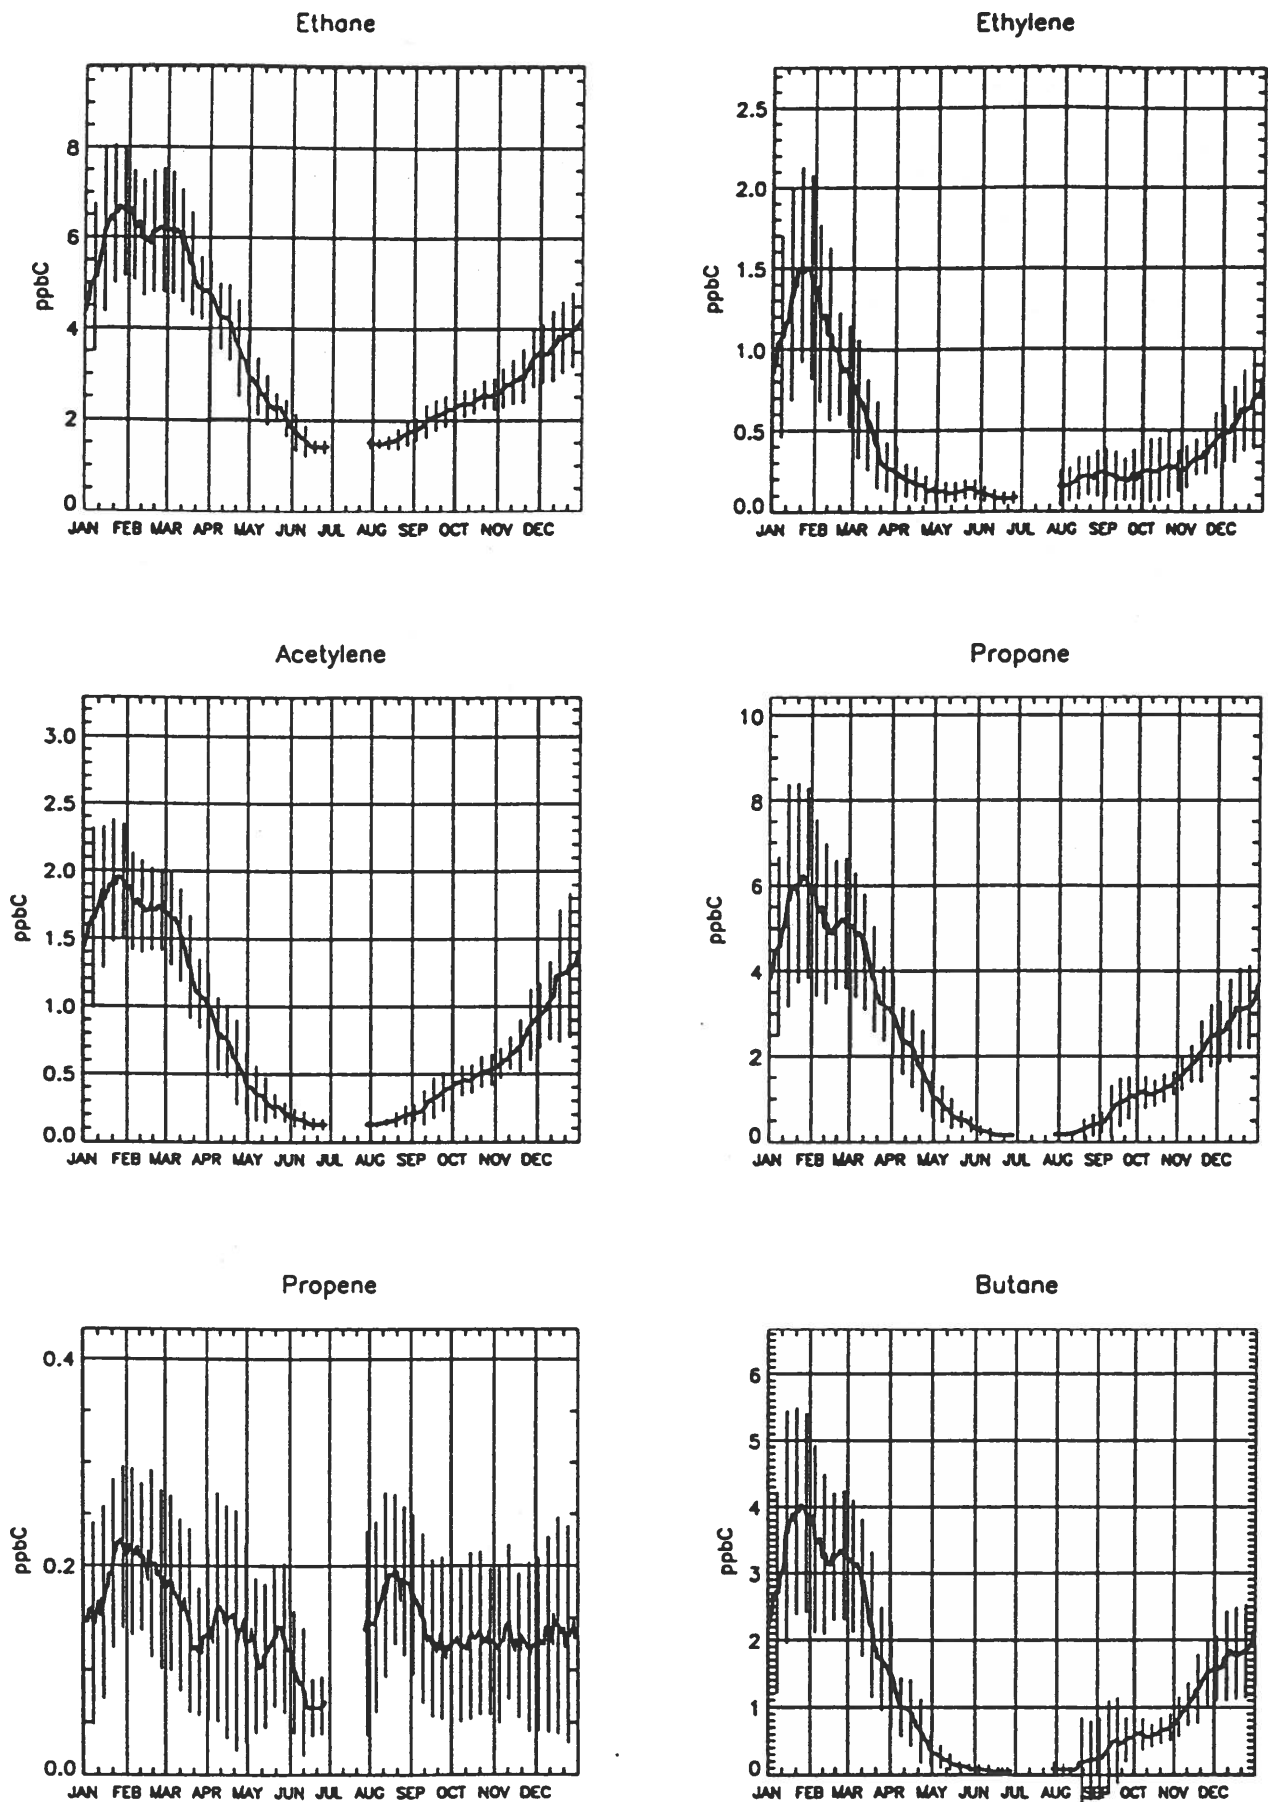 Ethane
8
6
4
2
0
ppbC
JAN FEB MAR APR MAY JUN JUL AUG SEP OCT NOV DEC
Ethylene
2.5
2.0
1.5
1.0
0.5
0.0
ppbC
JAN FEB MAR APR MAY JUN JUL AUG SEP OCT NOV DEC
Acetylene
3.0
2.5
2.0
1.5
1.0
0.5
0.0
ppbC
JAN FEB MAR APR MAY JUN JUL AUG SEP OCT NOV DEC
Propane
10
8
6
4
2
0
ppbC
JAN FEB MAR APR MAY JUN JUL AUG SEP OCT NOV DEC
Propene
0.4
0.2
0.0
ppbC
JAN FEB MAR APR MAY JUN JUL AUG SEP OCT NOV DEC
Butane
6
5
4
3
2
1
0
ppbC
JAN FEB MAR APR MAY JUN JUL AUG SEP OCT NOV DEC